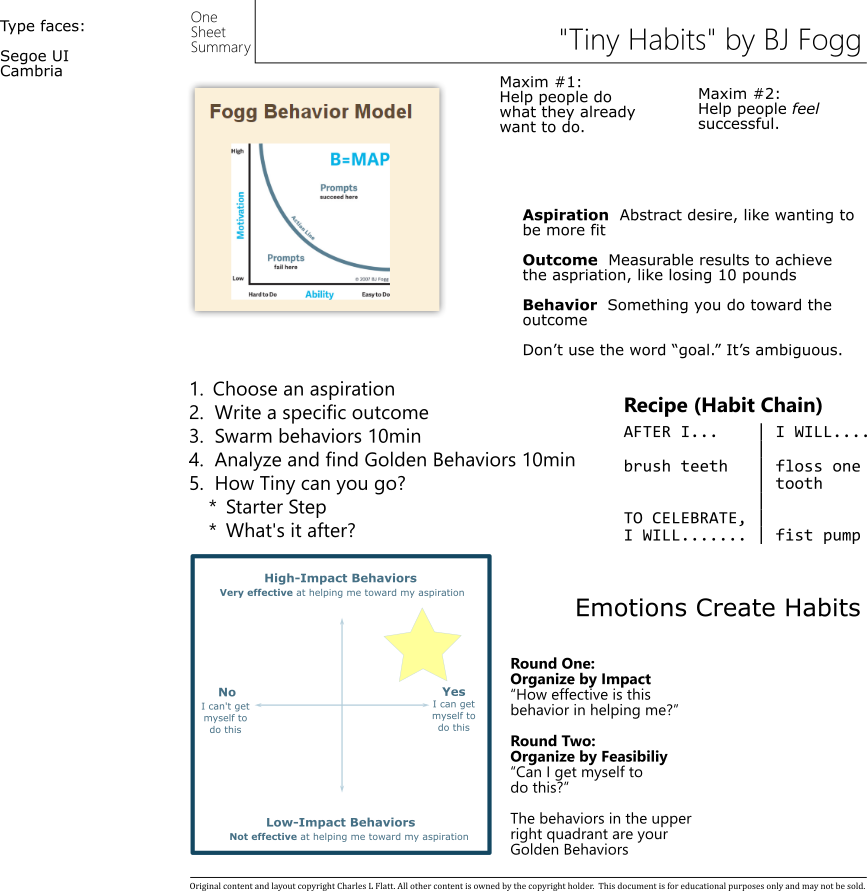 Type faces:
Segoe UI
Cambria
One
Sheet
Summary
"Tiny Habits" by BJ Fogg
Fogg Behavior Model
High
B=MAP
Prompts
succeed here
Motivation
Action Line
Prompts
fail here
© 2007 BJ Fogg
Low
Hard to Do
Ability
Easy to Do
Maxim #1:
Help people do
what they already
want to do.
Maxim #2:
Help people feel
successful.
Aspiration  Abstract desire, like wanting to
be more fit
Outcome  Measurable results to achieve
the aspriation, like losing 10 pounds
Behavior  Something you do toward the
outcome
Don’t use the word “goal.” It’s ambiguous.
1.  Choose an aspiration
2.  Write a specific outcome
3.  Swarm behaviors 10min
4.  Analyze and find Golden Behaviors 10min
5.  How Tiny can you go?
*  Starter Step
*  What's it after?
Recipe (Habit Chain)
AFTER I... | I WILL....
brush teeth | floss one
tooth
TO CELEBRATE,
I WILL....... | fist pump
High-Impact Behaviors
Very effective at helping me toward my aspiration
No
I can't get
myself to
do this
Yes
I can get
myself to
do this
Low-Impact Behaviors
Not effective at helping me toward my aspiration
Emotions Create Habits
Round One:
Organize by Impact
“How effective is this
behavior in helping me?”
Round Two:
Organize by Feasibiliy
“Can I get myself to
do this?”
The behaviors in the upper
right quadrant are your
Golden Behaviors
Original content and layout copyright Charles L Flatt. All other content is owned by the copyright holder.  This document is for educational purposes only and may not be sold.